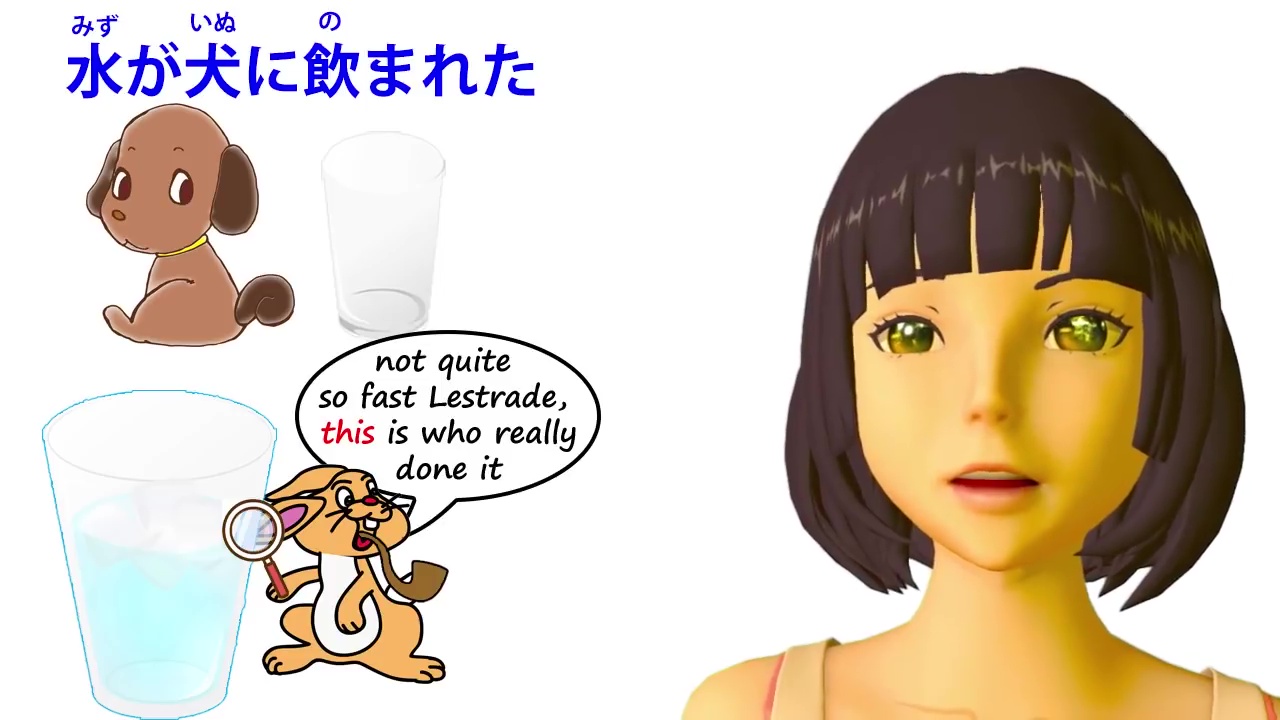 みず いぬ の
水が犬に飲まれた
not quite
so fast Lestrade,
this is who really
done it